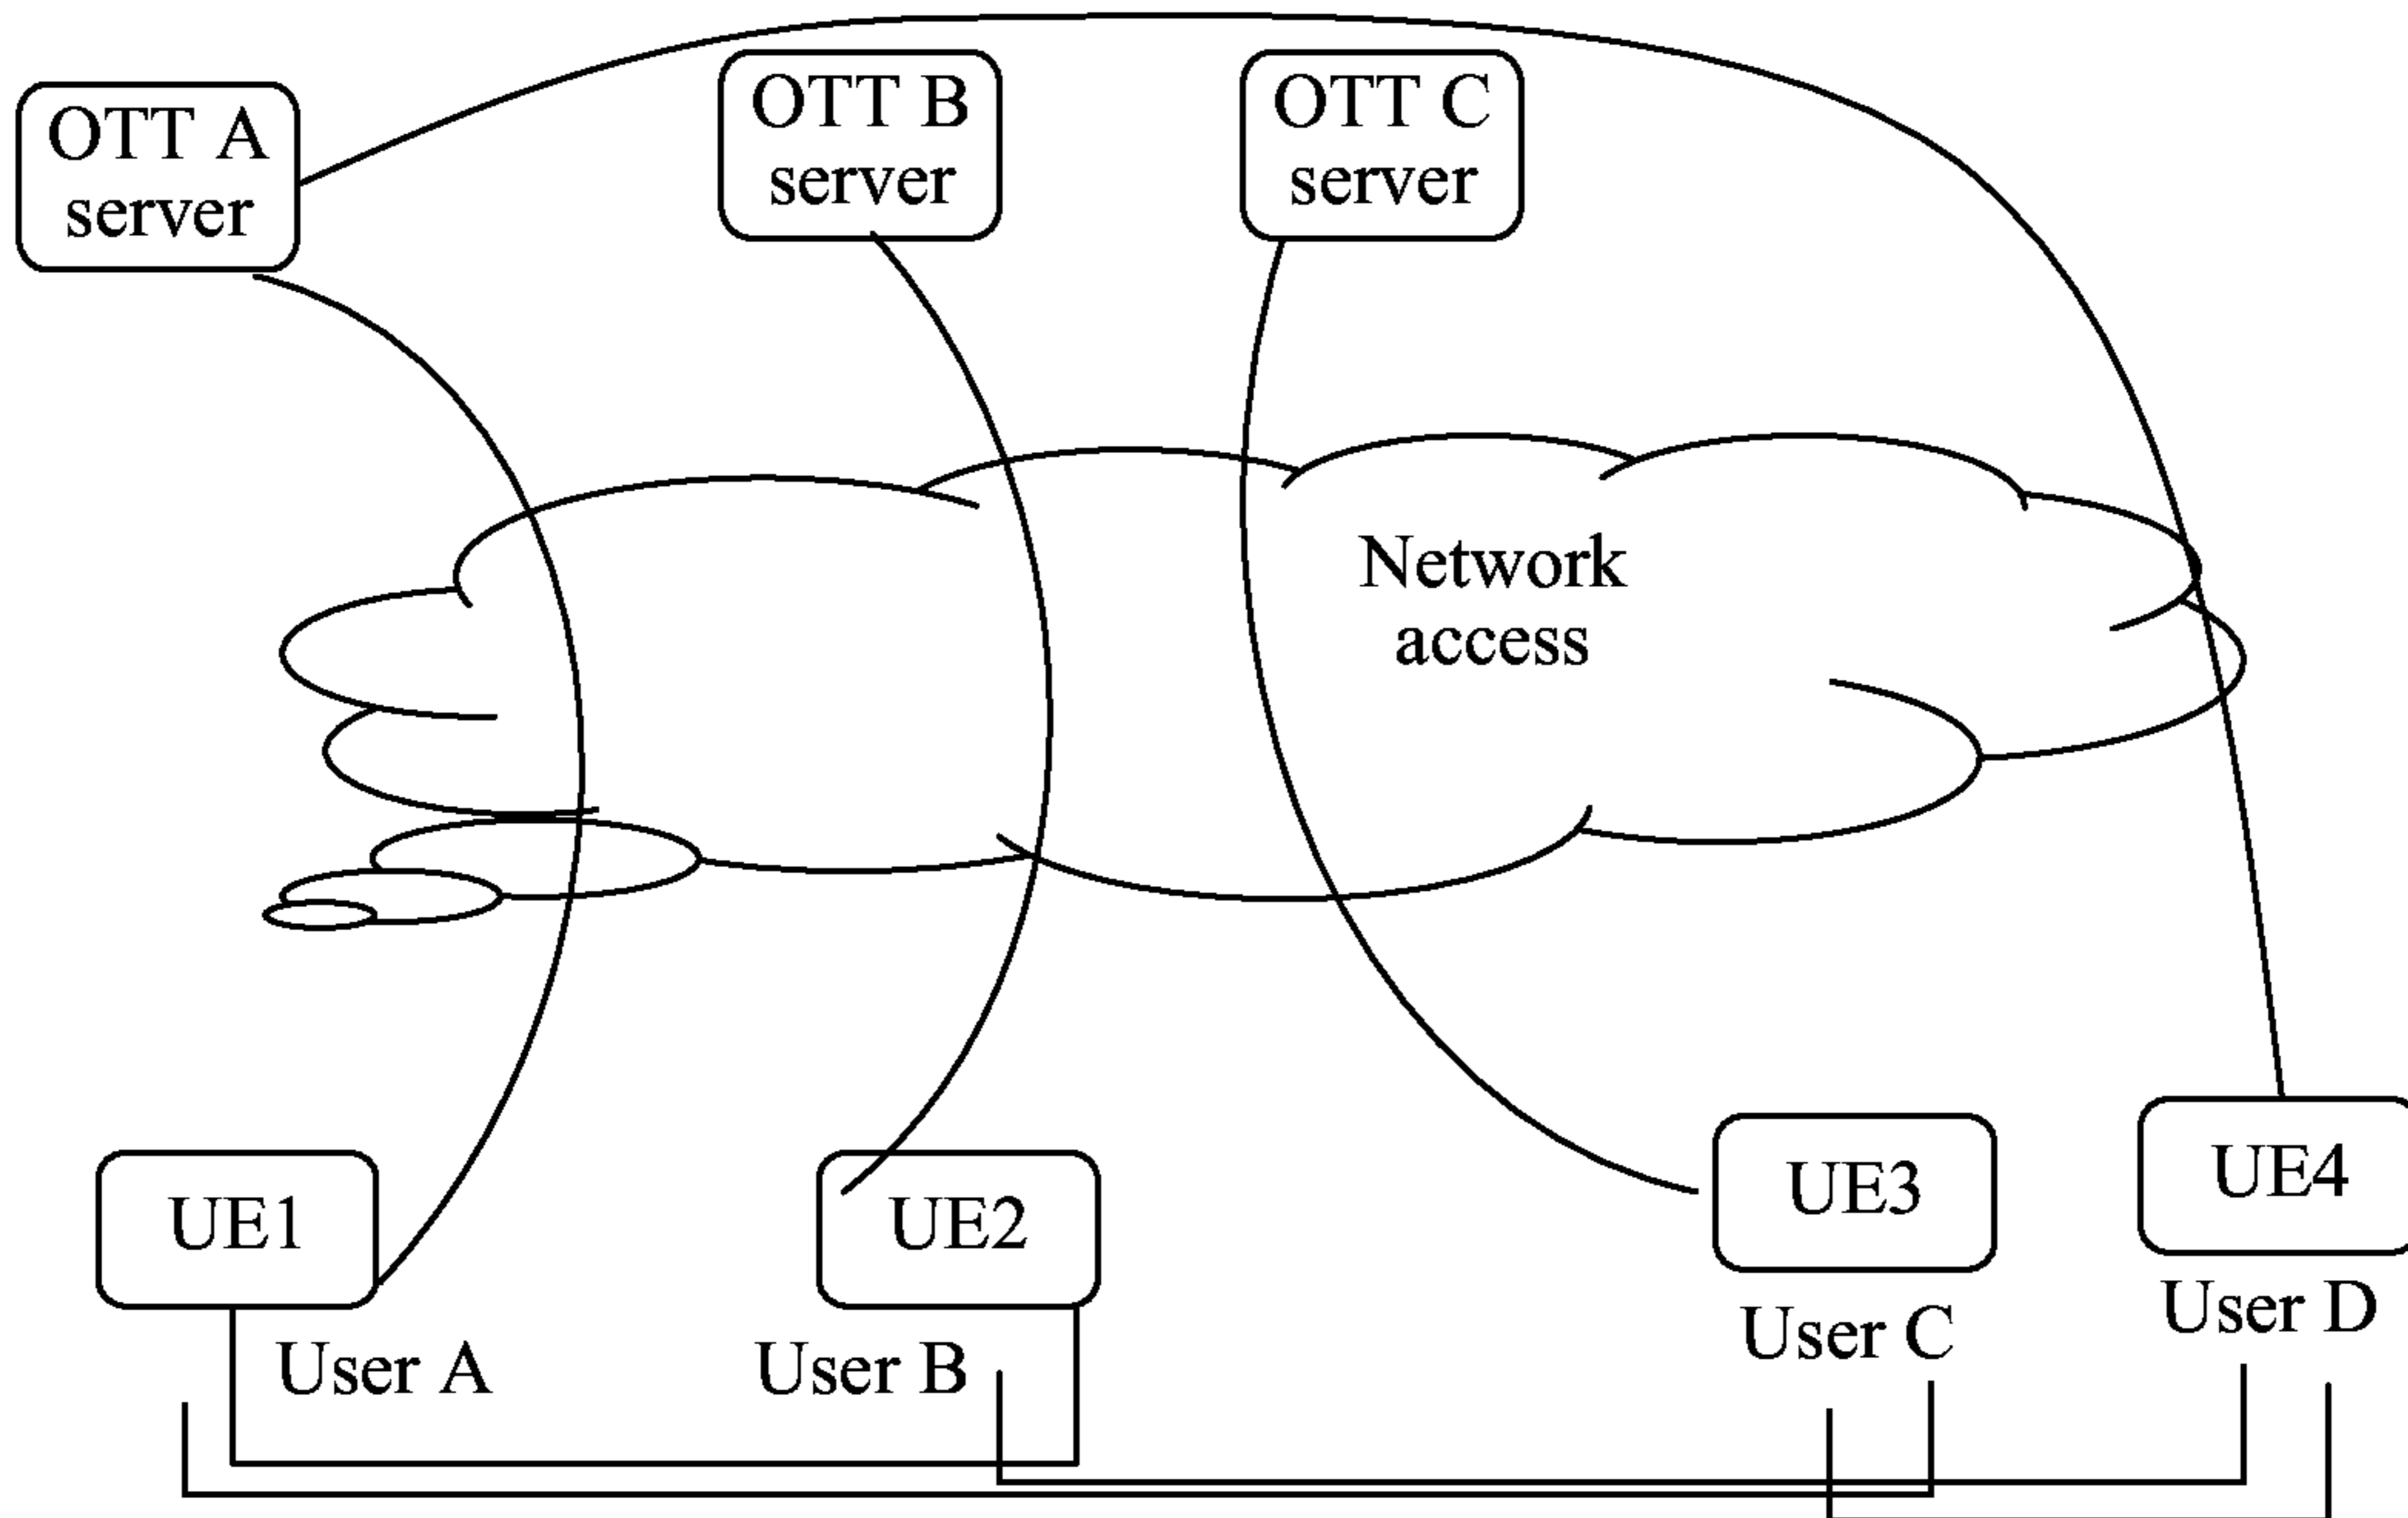 OTT A
server
OTT B
server
OTT C
server
Network
access
UE1
User A
UE2
User B
UE3
User C
UE4
User D